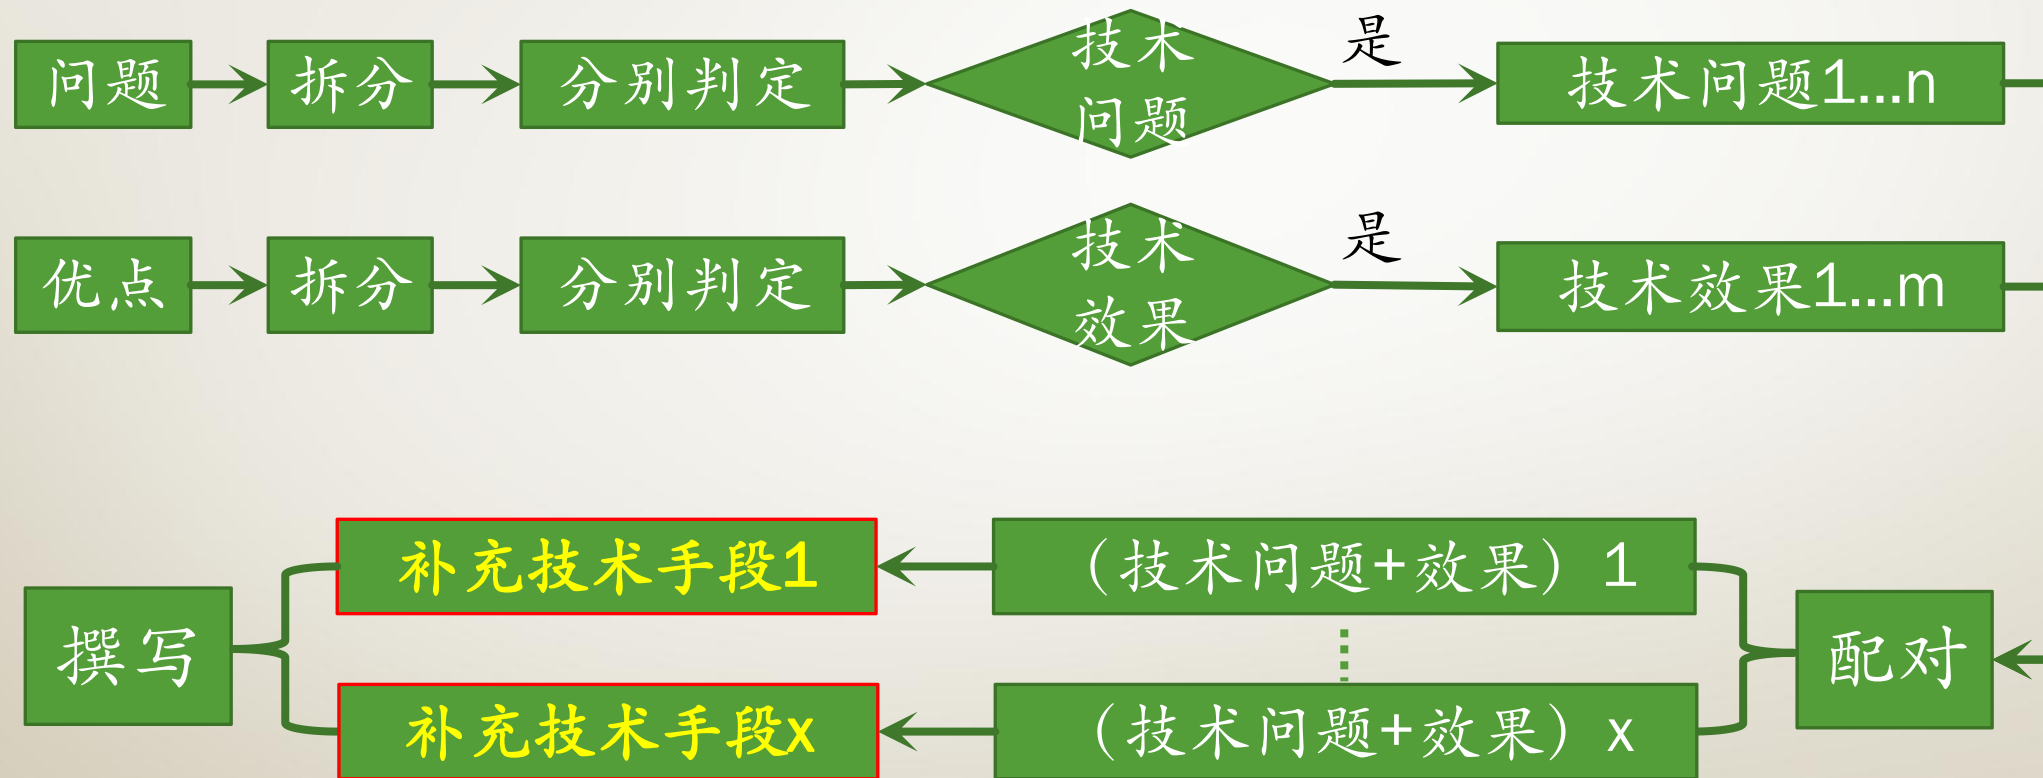 问题
拆分
分别判定
技术
问题
是
技术问题1...n
优点
拆分
分别判定
技术
效果
是
技术效果1...m
补充技术手段1
（技术问题+效果）1
撰写
配对
补充技术手段x
（技术问题+效果）x